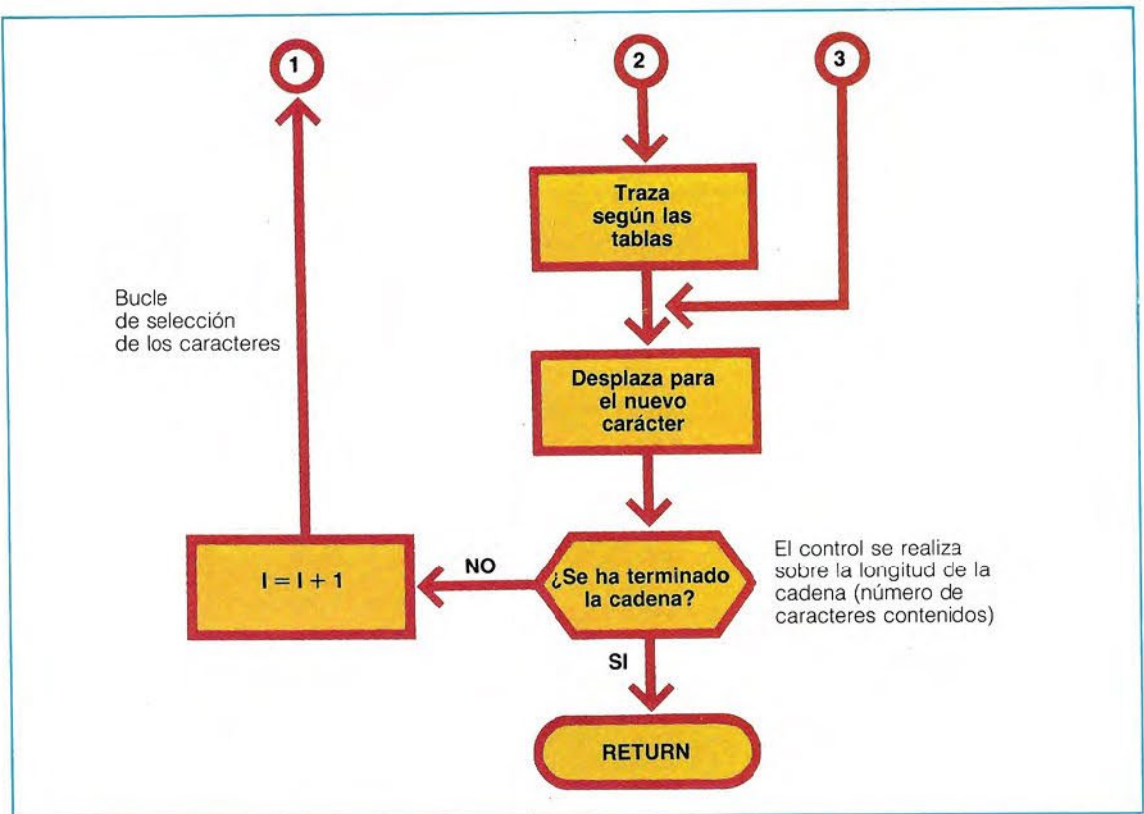 1
2
3
Traza
según las
tablas
Bucle
de selección
de los caracteres
Desplaza para
el nuevo
carácter
I = I + 1
NO
¿Se ha terminado
la cadena?
El control se realiza
sobre la longitud de la
cadena (número de
caracteres contenidos)
SI
RETURN